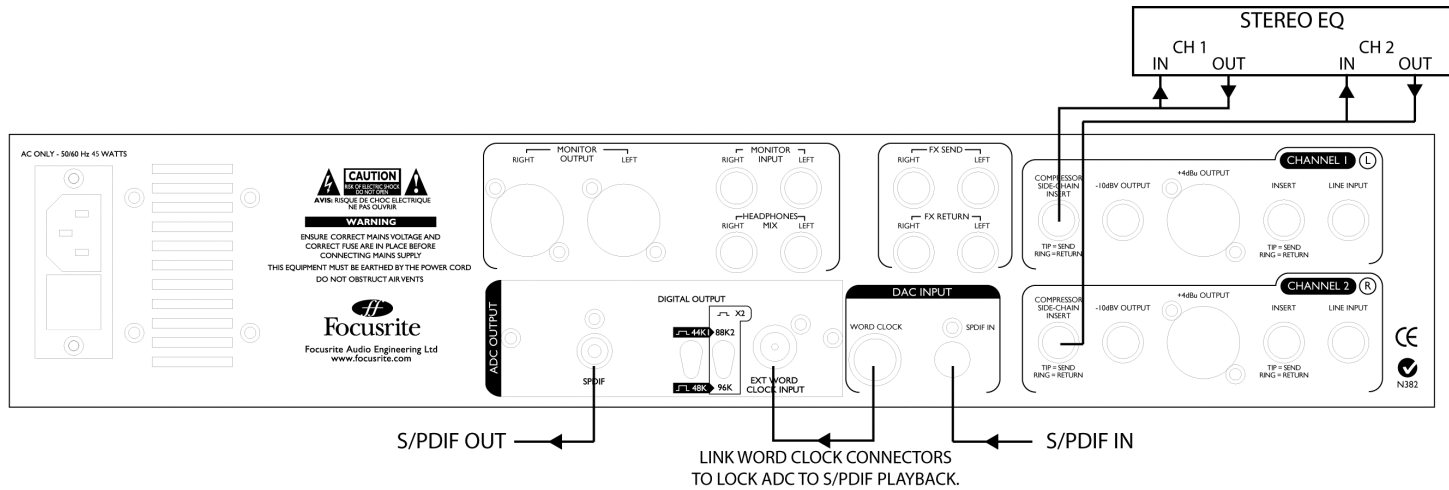 STEREO EQ
CH 1 CH 2
IN OUT IN OUT
AC ONLY - 50/60 Hz 45 WATTS
CAUTION
RISK OF ELECTRIC SHOCK
DO NOT OPEN
AVIS: RISQUE DE CHOC ELECTRIQUE
NE PAS OUVRIR
WARNING
ENSURE CORRECT MAINS VOLTAGE AND
CORRECT FUSE ARE IN PLACE BEFORE
CONNECTING MAINS SUPPLY
THIS EQUIPMENT MUST BE EARTHED BY THE POWER CORD
DO NOT OBSTRUCT AIR VENTS
ff
Focusrite
Focusrite Audio Engineering Ltd
www.focusrite.com
MONITOR
OUTPUT
RIGHT LEFT
MONITOR
INPUT
RIGHT LEFT
HEADPHONES
MIX
RIGHT LEFT
FX SEND
RIGHT LEFT
FX RETURN
RIGHT LEFT
ADC OUTPUT
SPDIF
DIGITAL OUTPUT
X2
44K1 88K2
48K 96K
EXT WORD
CLOCK INPUT
DAC INPUT
WORD CLOCK
SPDIF IN
CHANNEL 1 L
COMPRESSOR
SIDE-CHAIN
INSERT
TIP = SEND
RING = RETURN
-10dBV OUTPUT
+4dBu OUTPUT
INSERT
TIP = SEND
RING = RETURN
LINE INPUT
CHANNEL 2 R
COMPRESSOR
SIDE-CHAIN
INSERT
TIP = SEND
RING = RETURN
-10dBV OUTPUT
+4dBu OUTPUT
INSERT
TIP = SEND
RING = RETURN
LINE INPUT
CE
N382
S/PDIF OUT
LINK WORD CLOCK CONNECTORS
TO LOCK ADC TO S/PDIF PLAYBACK.
S/PDIF IN